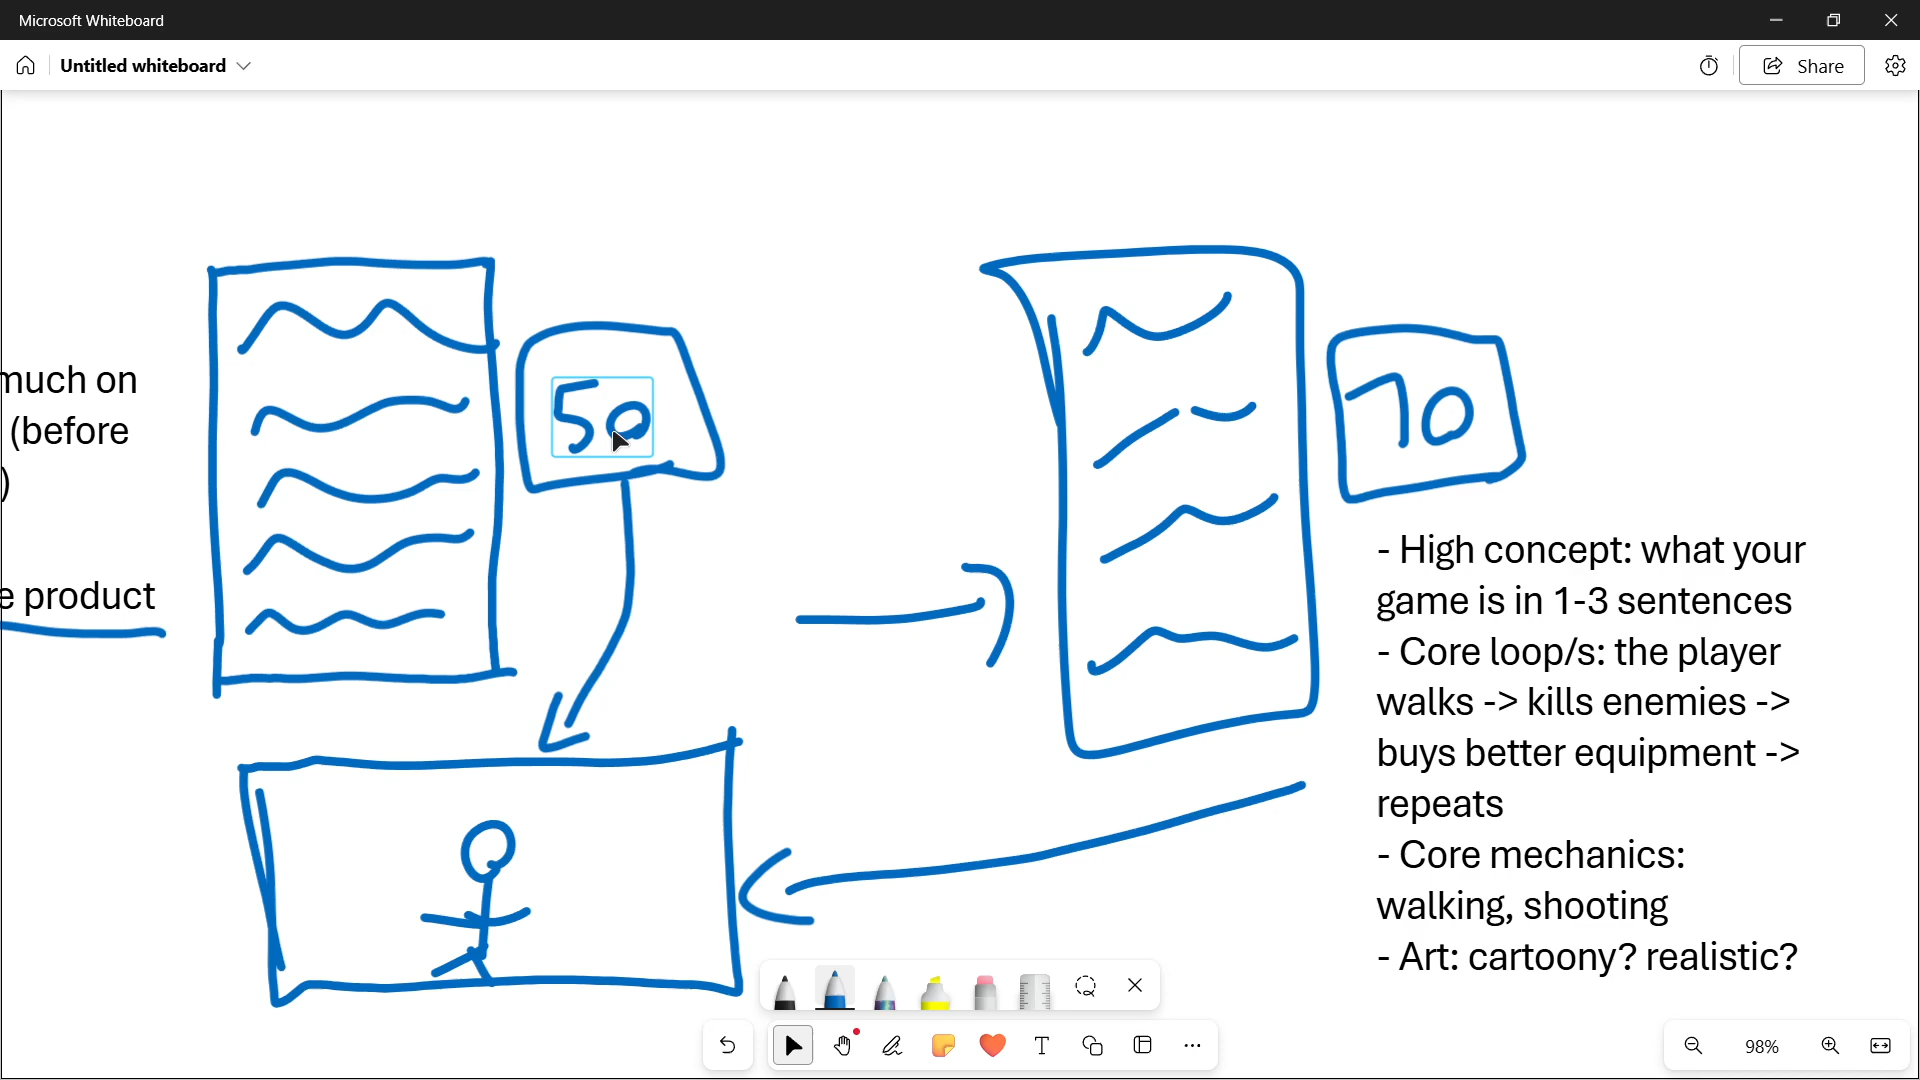 Microsoft Whiteboard
Untitled whiteboard
Share
much on
(before
)
e product
50
70
- High concept: what your
game is in 1-3 sentences
- Core loop/s: the player
walks -> kills enemies ->
buys better equipment ->
repeats
- Core mechanics:
walking, shooting
- Art: cartoony? realistic?
98%